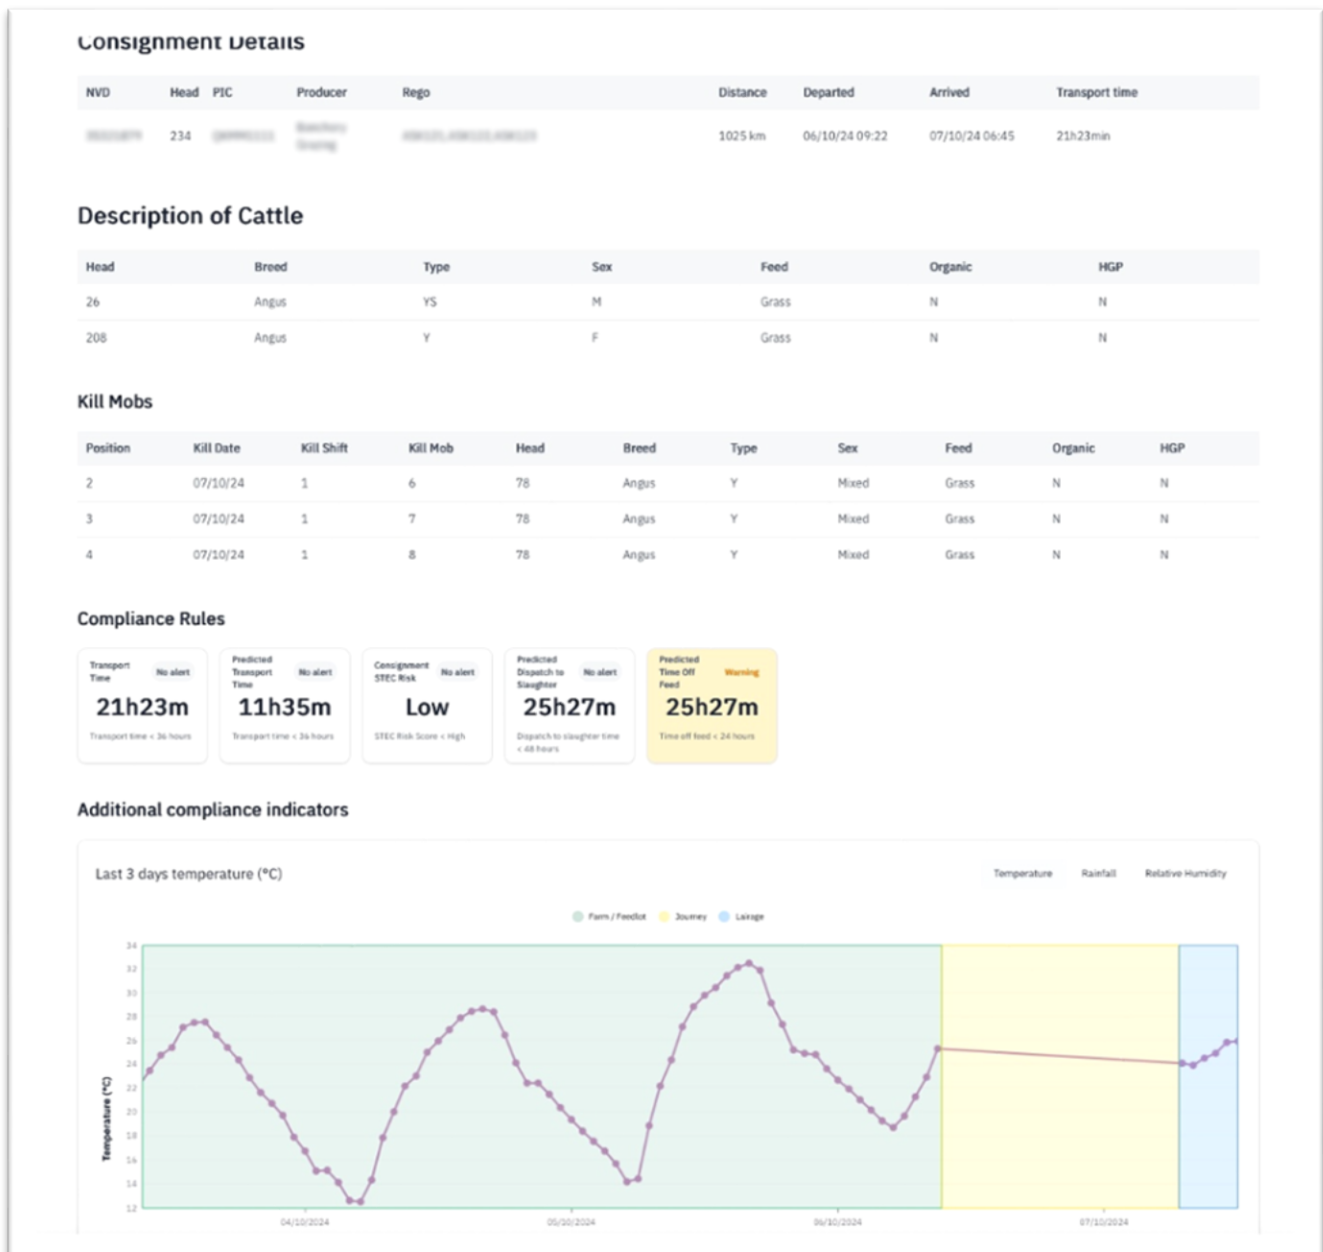 Consignment Details
NVD Head PIC Producer Rego Distance Departed Arrived Transport time
234 1025 km 06/10/24 09:22 07/10/24 06:45 21h23min
Grazing
Description of Cattle
Head Breed Type Sex Feed Organic HGP
26 Angus YS M Grass N N
208 Angus Y F Grass N N
Kill Mobs
Position Kill Date Kill Shift Kill Mob Head Breed Type Sex Feed Organic HGP
2 07/10/24 1 6 78 Angus Y Mixed Grass N N
3 07/10/24 1 7 78 Angus Y Mixed Grass N N
4 07/10/24 1 8 78 Angus Y Mixed Grass N N
Compliance Rules
Transport Time No alert
21h23m
Transport time < 36 hours
Predicted Transport Time No alert
11h35m
Transport time < 36 hours
Consignment STEC Risk No alert
Low
STEC Risk Score < High
Predicted Dispatch to Slaughter No alert
25h27m
Dispatch to slaughter time
< 48 hours
Predicted Time Off Feed Warning
25h27m
Time off feed < 24 hours
Additional compliance indicators
Last 3 days temperature (°C) Temperature Rainfall Relative Humidity
Farm / Feedlot Journey Lairage
34
32
30
28
26
24
22
20
18
16
14
12
Temperature (°C)
04/10/2024 05/10/2024 06/10/2024 07/10/2024